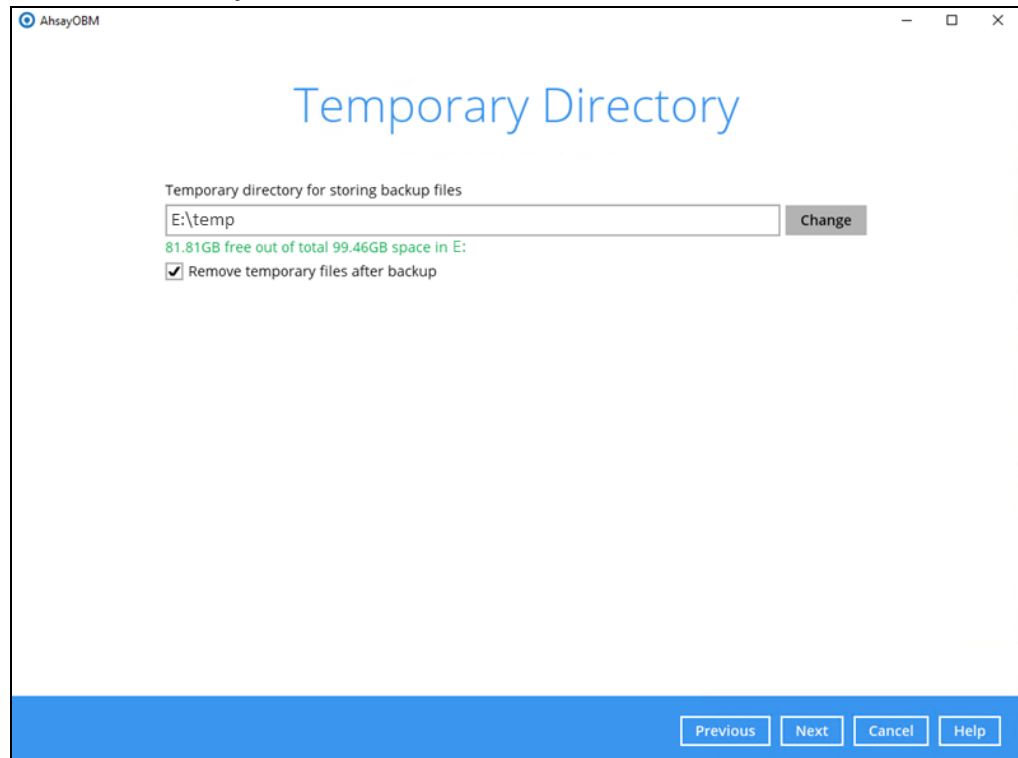 AhsayOBM
Temporary Directory
Temporary directory for storing backup files
E:\temp
Change
81.81GB free out of total 99.46GB space in E:
Remove temporary files after backup
Previous Next Cancel Help